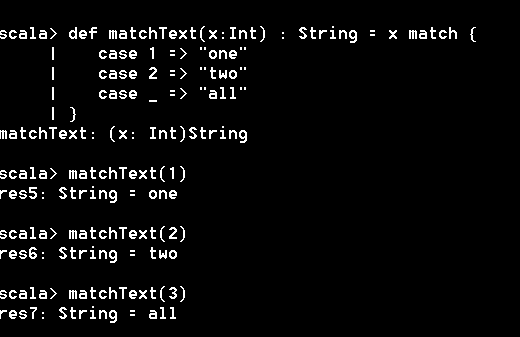 scala> def matchText(x:Int) : String = x match {
     |    case 1 => "one"
     |    case 2 => "two"
     |    case _ => "all"
     | }
matchText: (x: Int)String

scala> matchText(1)
res5: String = one

scala> matchText(2)
res6: String = two

scala> matchText(3)
res7: String = all